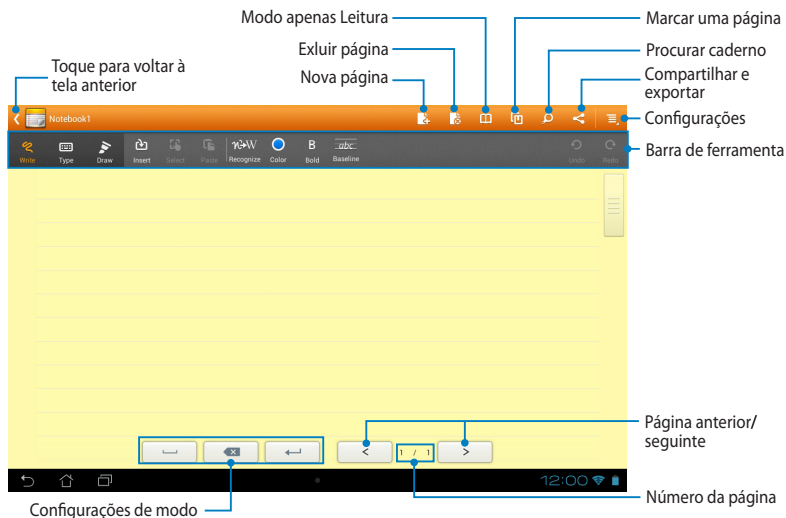 Modo apenas Leitura
Marcar uma página
Exluir página
Procurar caderno
Toque para voltar à
tela anterior
Nova página
Compartilhar e
exportar
Notebook1
Configurações
Write Type Draw Insert Select Paste Recognize Color Bold Baseline Undo Redo
n→W B abc
Barra de ferramenta
Página anterior/
seguinte
< 1 / 1 >
12:00
Número da página
Configurações de modo